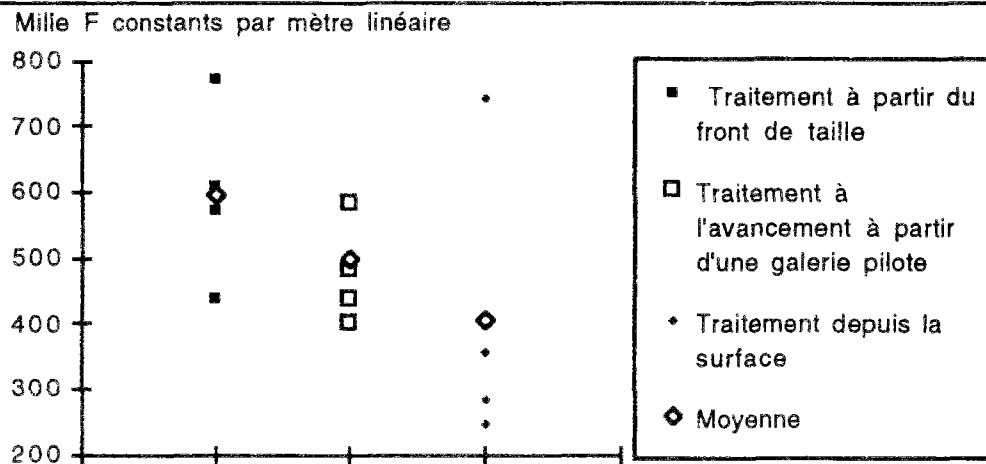 Mille F constants par mètre linéaire
800
700
600
500
400
300
200
Traitement à partir du
front de taille
Traitement à
l'avancement à partir
d'une galerie pilote
Traitement depuis la
surface
Moyenne